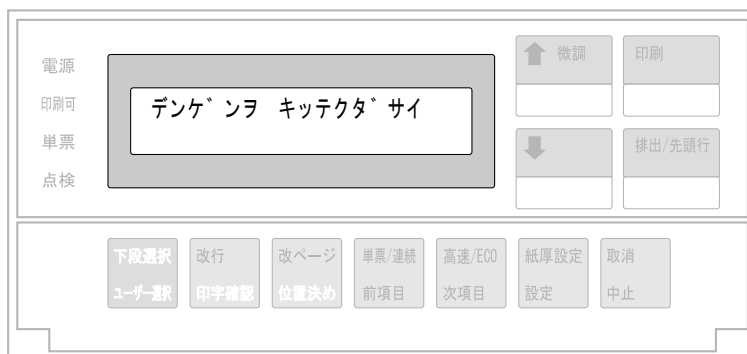 電源
印刷可
単票
点検
デンケ゛ンヲ キッテクタ゛サイ
微調
印刷
排出/先頭行
下段選択
ユーザー選択
改行
印字確認
改ページ
位置決め
単票/連続
前項目
高速/ECO
次項目
紙厚設定
設定
取消
中止